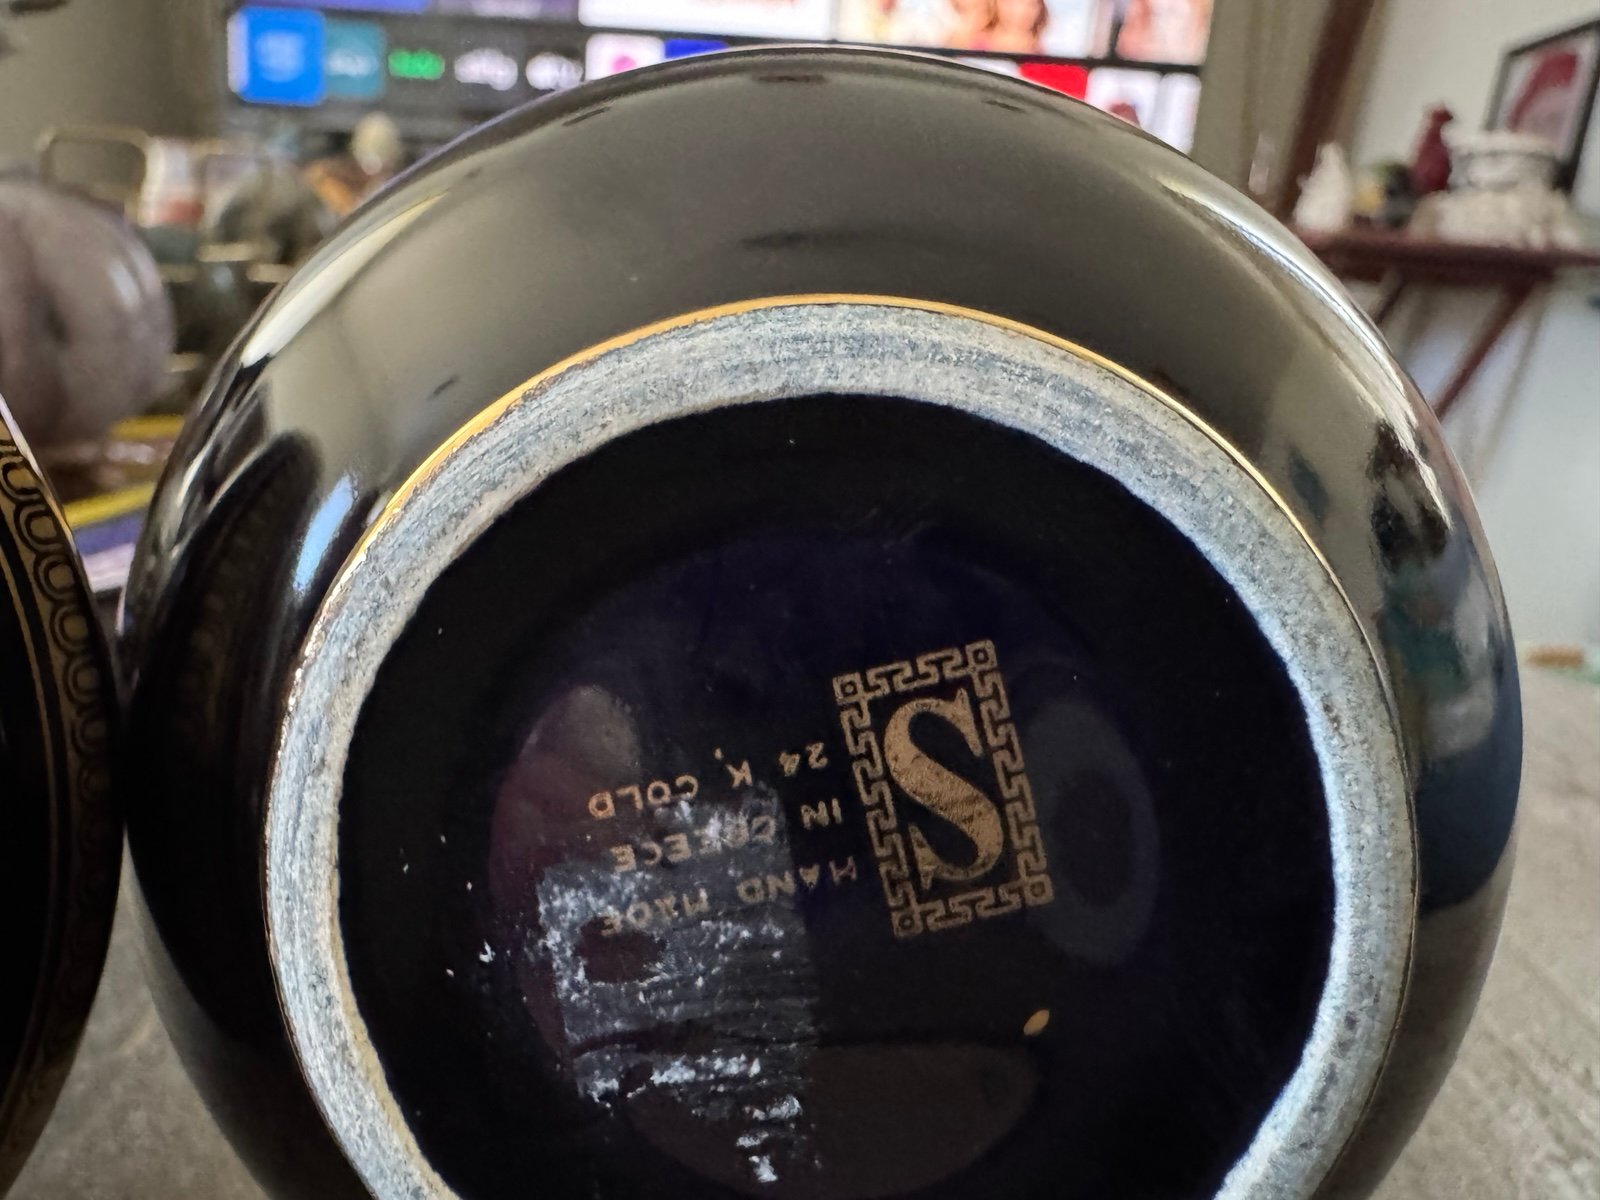 S
HAND MADE
IN GREECE
24 K. GOLD